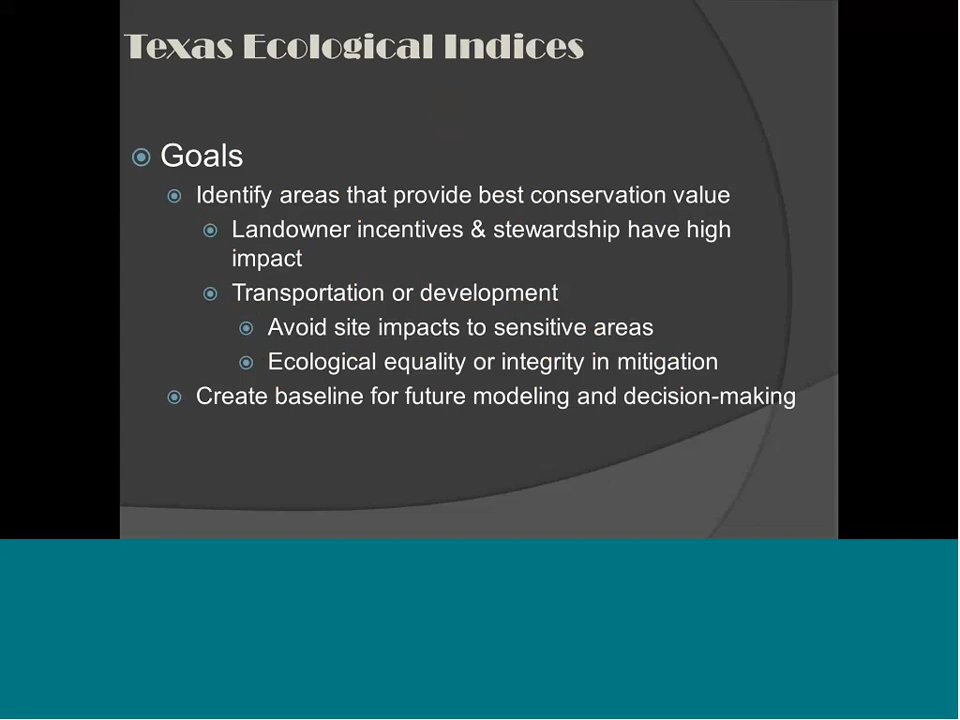 Texas Ecological Indices
Goals
Identify areas that provide best conservation value
Landowner incentives & stewardship have high
impact
Transportation or development
Avoid site impacts to sensitive areas
Ecological equality or integrity in mitigation
Create baseline for future modeling and decision-making